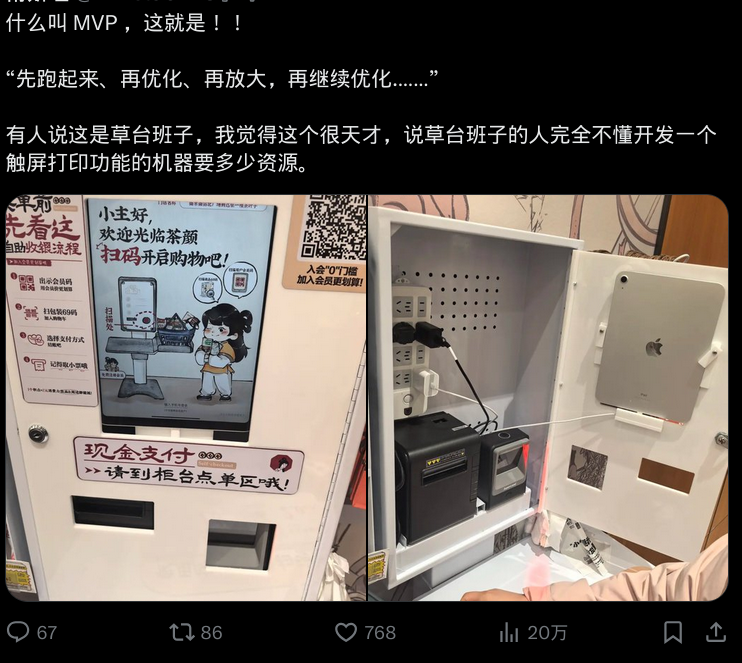 什么叫 MVP ，这就是！！
“先跑起来、再优化、再放大，再继续优化.......”
有人说这是草台班子，我觉得这个很天才，说草台班子的人完全不懂开发一个
触屏打印功能的机器要多少资源。
先看这
自助收银流程
出示会员码
扫包装69码
选择支付方式
记得取小票哦
小主好，
欢迎光临茶颜
扫码开启购物吧！
扫描处
入会“0”门槛
加入会员更划算！
现金支付
请到柜台点单区哦！
67
86
768
20万